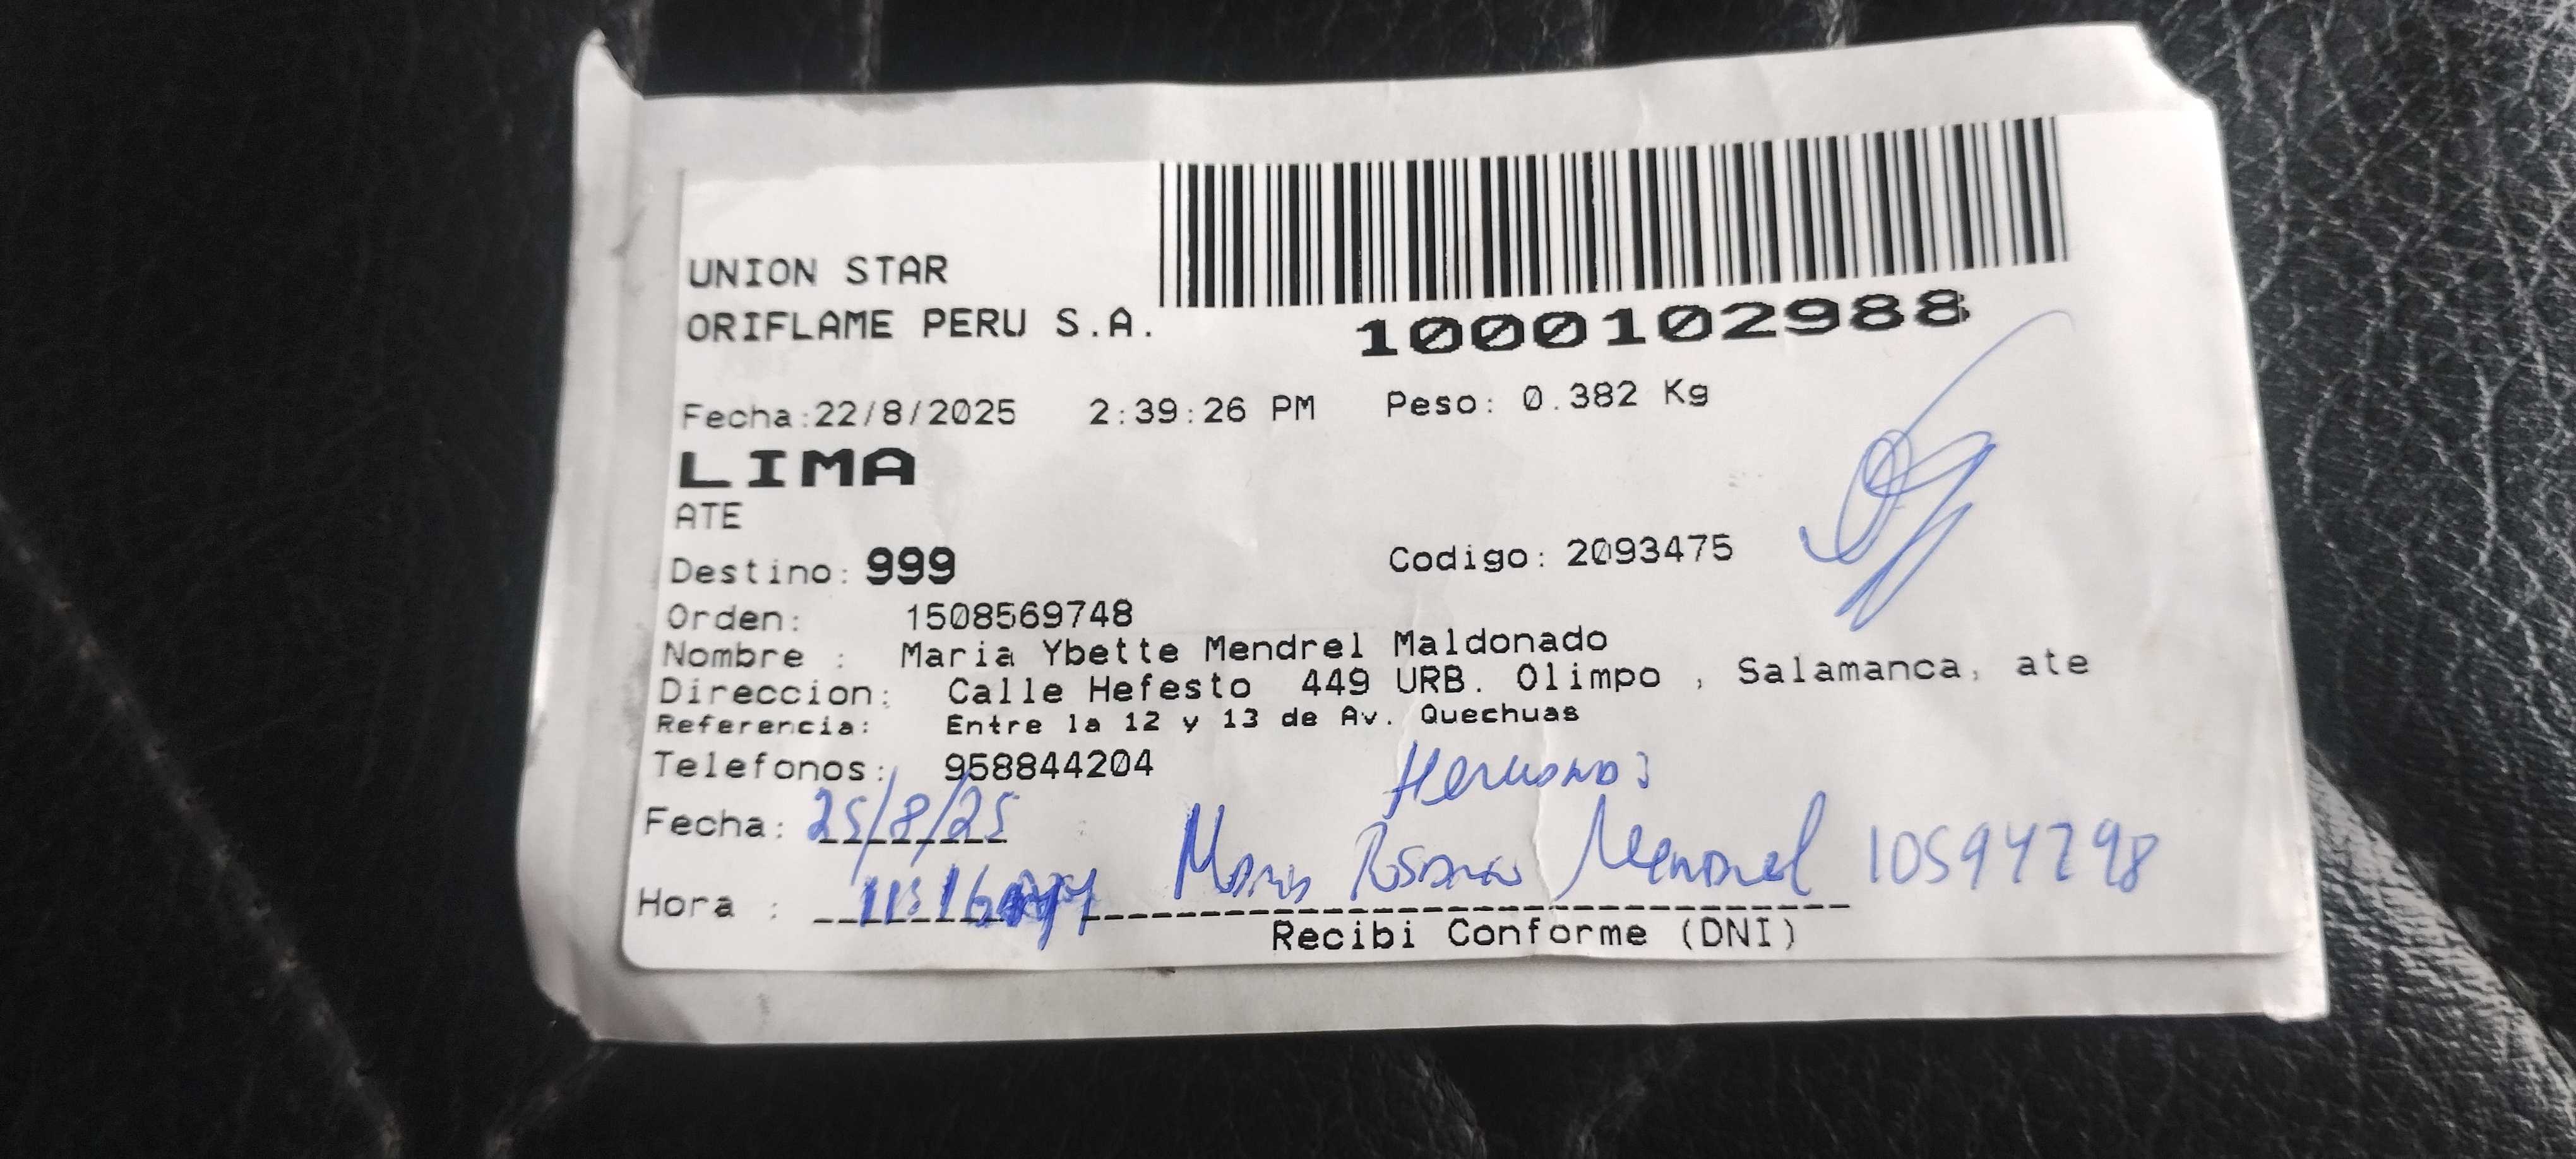 UNION STAR
ORIFLAME PERU S.A.
1000102988
Fecha:22/8/2025 2:39:26 PM Peso: 0.382 Kg
LIMA
ATE
Destino: 999 Codigo: 2093475
Orden: 1508569748
Nombre : Maria Ybette Mendrel Maldonado
Direccion: Calle Hefesto 449 URB. Olimpo , Salamanca, ate
Referencia: Entre la 12 y 13 de Av. Quechuas
Telefonos: 958844204
Fecha: 25/8/25
Hora : 11:16 Mendrel 10594298
Recibi Conforme (DNI)